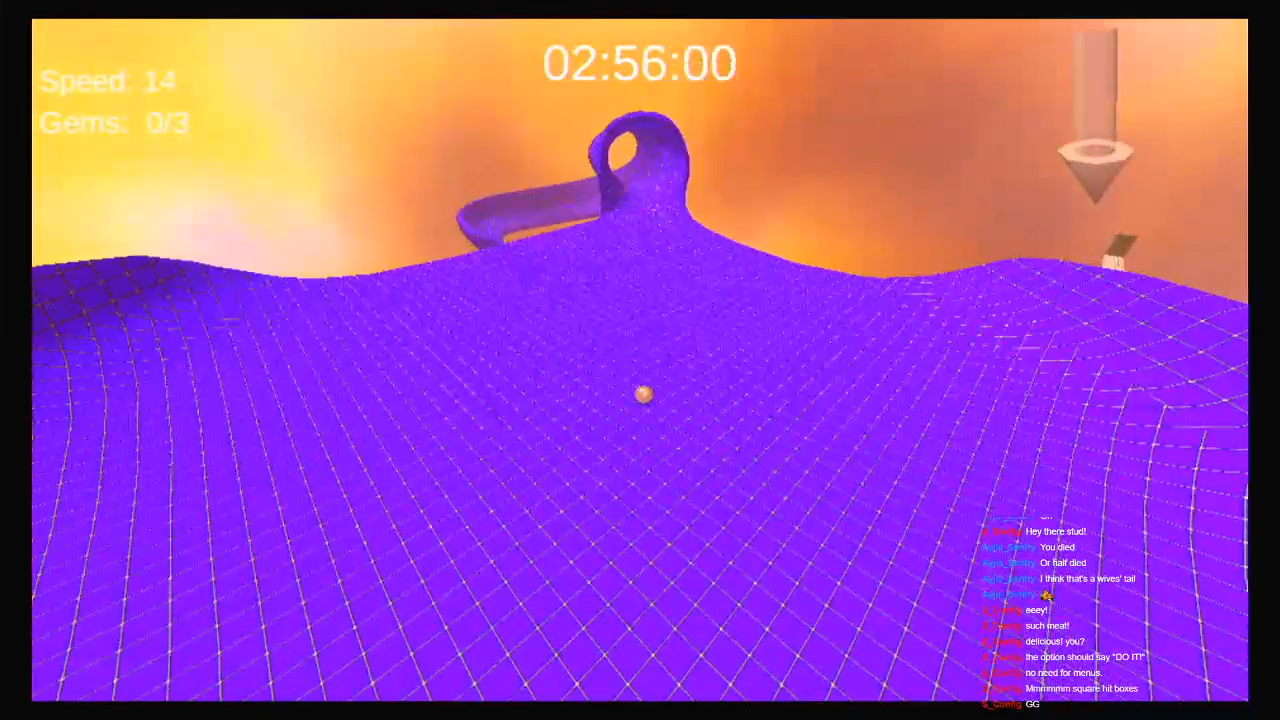 02:56:00
Speed: 14
Gems: 0/3
Hey there stud!
You died
Or half died
I think that's a wives' tail
eeey!
such meat!
delicious! you?
the option should say "DO IT!"
no need for menus.
Mmmmmm square hit boxes
S_Config GG